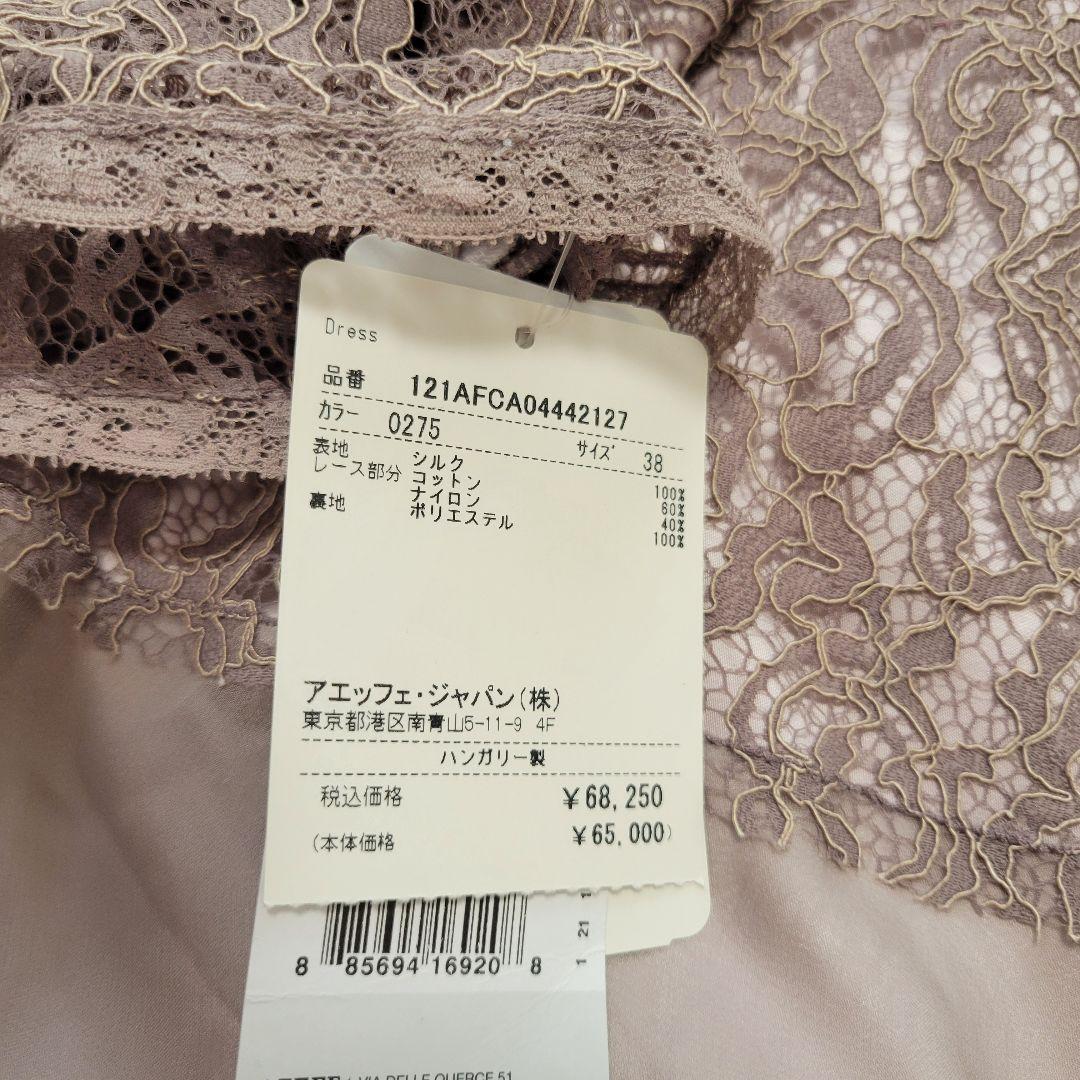 Dress
品番 121AFCA04442127
カラー 0275 サイズ 38
表地 シルク 100%
レース部分 コットン 60%
ナイロン 40%
裏地 ポリエステル 100%
アエッフェ・ジャパン(株)
東京都港区南青山5-11-9 4F
ハンガリー製
税込価格 ¥68,250
(本体価格 ¥65,000)
8 85694 16920 8
1 21
VIA DELLE QUERCE 51